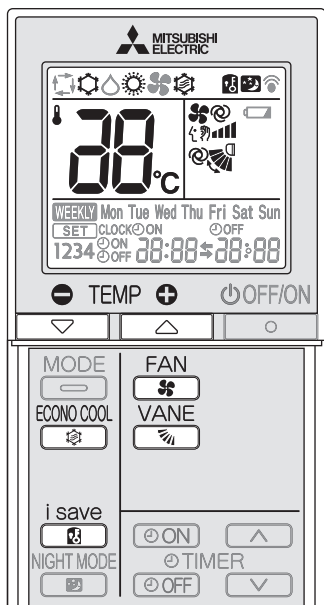 MITSUBISHI
ELECTRIC
°C
WEEKLY Mon Tue Wed Thu Fri Sat Sun
SET CLOCK ON OFF
1234 ON OFF 88:88 88:88
TEMP OFF/ON
MODE FAN
ECONO COOL VANE
i save
ON
NIGHT MODE TIMER
OFF